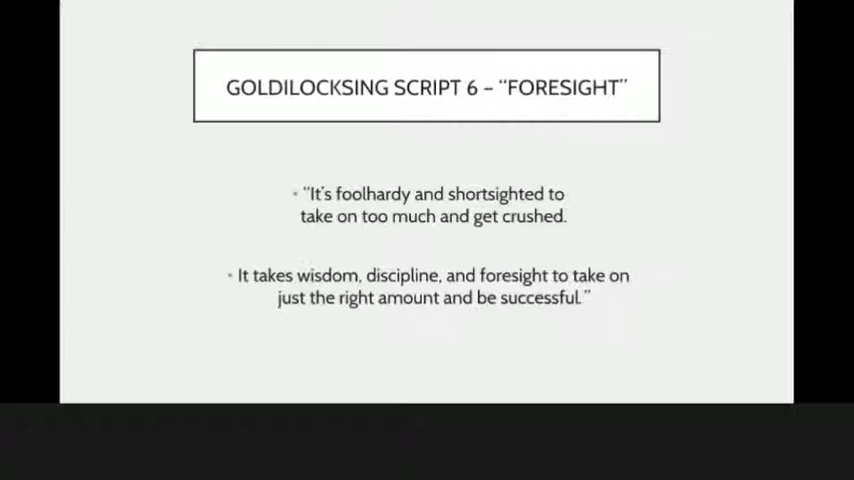 GOLDILOCKSING SCRIPT 6 – “FORESIGHT”
• “It’s foolhardy and shortsighted to
take on too much and get crushed.
• It takes wisdom, discipline, and foresight to take on
just the right amount and be successful.”